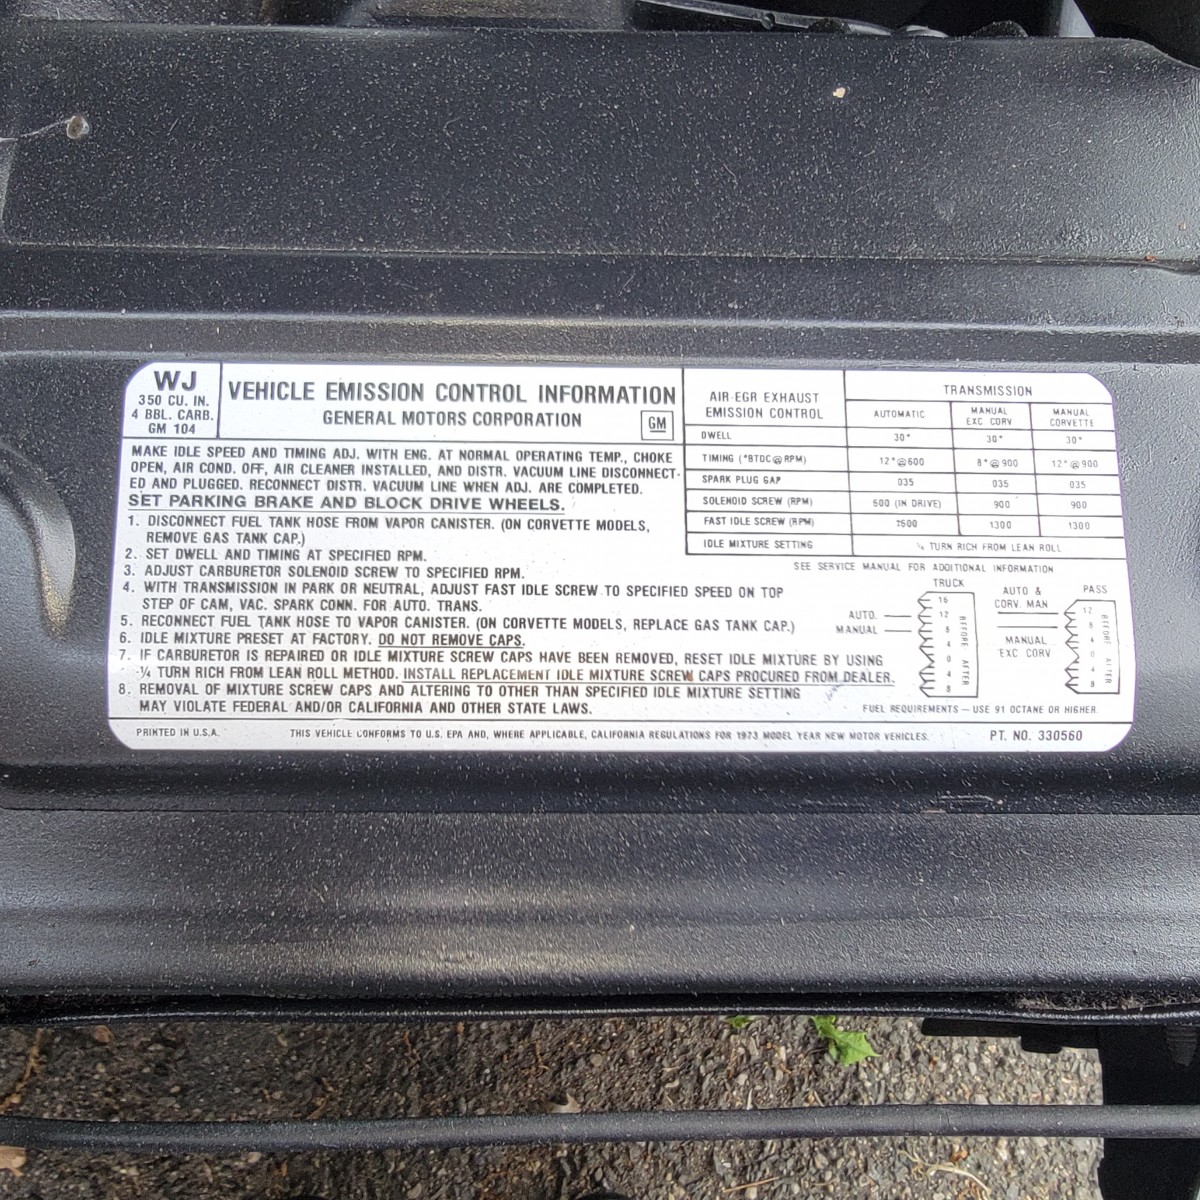 WJ
350 CU. IN.
4 BBL. CARB.
GM 104
VEHICLE EMISSION CONTROL INFORMATION
GENERAL MOTORS CORPORATION
GM
MAKE IDLE SPEED AND TIMING ADJ. WITH ENG. AT NORMAL OPERATING TEMP., CHOKE
OPEN, AIR COND. OFF, AIR CLEANER INSTALLED, AND DISTR. VACUUM LINE DISCONNECT-
ED AND PLUGGED. RECONNECT DISTR. VACUUM LINE WHEN ADJ. ARE COMPLETED.
SET PARKING BRAKE AND BLOCK DRIVE WHEELS.
1. DISCONNECT FUEL TANK HOSE FROM VAPOR CANISTER. (ON CORVETTE MODELS,
REMOVE GAS TANK CAP.)
2. SET DWELL AND TIMING AT SPECIFIED RPM.
3. ADJUST CARBURETOR SOLENOID SCREW TO SPECIFIED RPM.
4. WITH TRANSMISSION IN PARK OR NEUTRAL, ADJUST FAST IDLE SCREW TO SPECIFIED SPEED ON TOP
STEP OF CAM, VAC. SPARK CONN. FOR AUTO. TRANS.
5. RECONNECT FUEL TANK HOSE TO VAPOR CANISTER. (ON CORVETTE MODELS, REPLACE GAS TANK CAP.)
6. IDLE MIXTURE PRESET AT FACTORY. DO NOT REMOVE CAPS.
7. IF CARBURETOR IS REPAIRED OR IDLE MIXTURE SCREW CAPS HAVE BEEN REMOVED, RESET IDLE MIXTURE BY USING
-¼ TURN RICH FROM LEAN ROLL METHOD. INSTALL REPLACEMENT IDLE MIXTURE SCREW CAPS PROCURED FROM DEALER.
8. REMOVAL OF MIXTURE SCREW CAPS AND ALTERING TO OTHER THAN SPECIFIED IDLE MIXTURE SETTING
MAY VIOLATE FEDERAL AND/OR CALIFORNIA AND OTHER STATE LAWS.
AIR-EGR EXHAUST
EMISSION CONTROL
TRANSMISSION
AUTOMATIC
MANUAL
EXC CORV
MANUAL
CORVETTE
DWELL 30° 30° 30°
TIMING (°BTDC@RPM) 12°@600 8°@900 12°@900
SPARK PLUG GAP 035 035 035
SOLENOID SCREW (RPM) 600 (IN DRIVE) 900 900
FAST IDLE SCREW (RPM) 1600 1300 1300
IDLE MIXTURE SETTING ¼ TURN RICH FROM LEAN ROLL
SEE SERVICE MANUAL FOR ADDITIONAL INFORMATION
TRUCK
AUTO.
MANUAL
16
12
8
4
0
4
8
BEFORE AFTER
AUTO &
CORV. MAN
MANUAL
EXC CORV
PASS
12
8
4
0
4
8
BEFORE AFTER
FUEL REQUIREMENTS — USE 91 OCTANE OR HIGHER.
PRINTED IN U.S.A.
THIS VEHICLE CONFORMS TO U.S. EPA AND, WHERE APPLICABLE, CALIFORNIA REGULATIONS FOR 1973 MODEL YEAR NEW MOTOR VEHICLES.
PT. NO. 330560